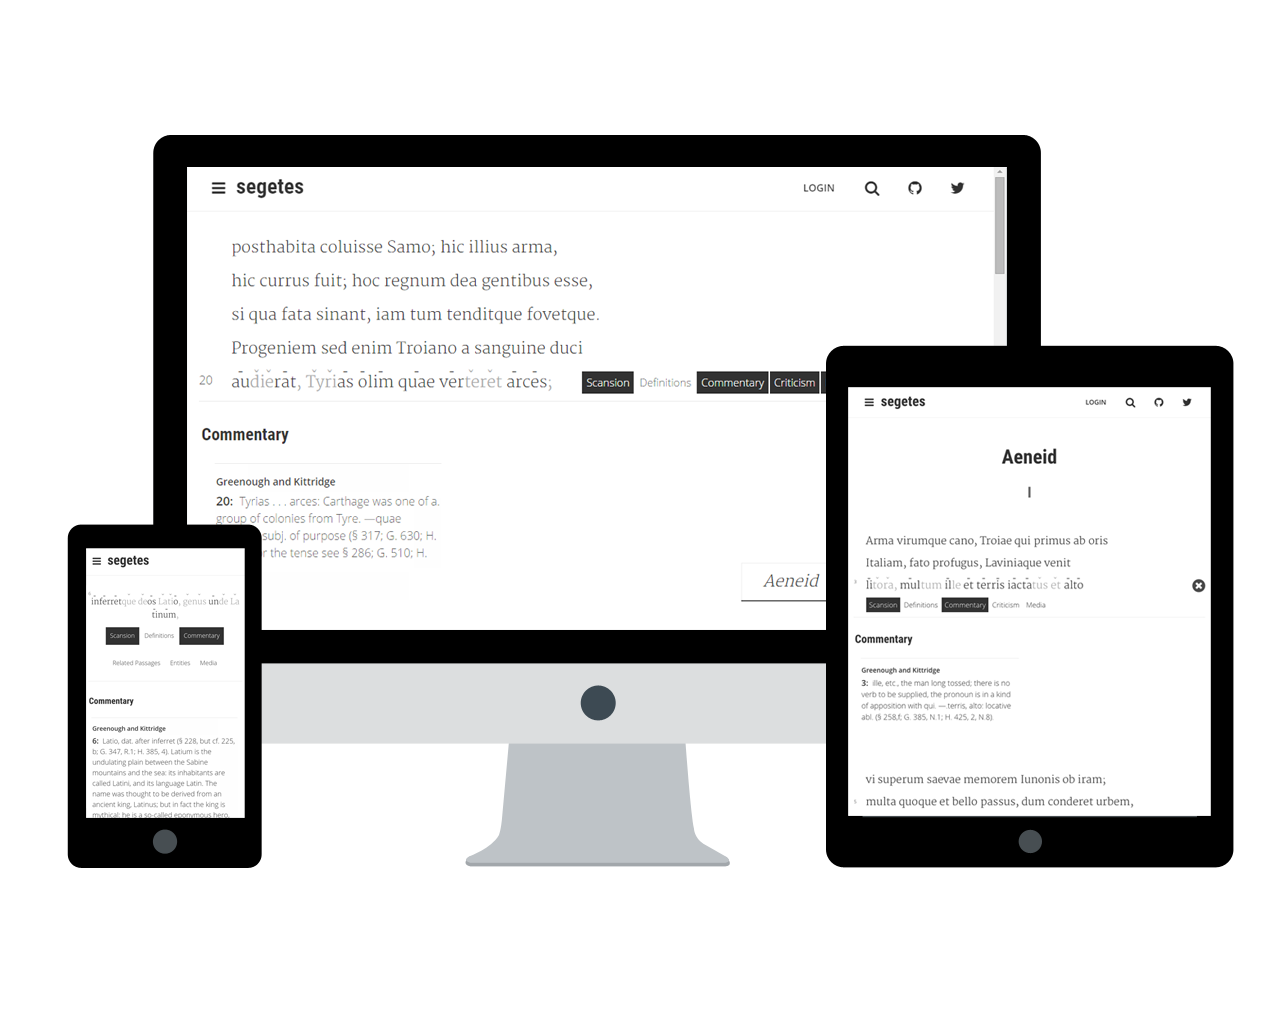 segetes
LOGIN
posthabita coluisse Samo; hic illius arma,
hic currus fuit; hoc regnum dea gentibus esse,
si qua fata sinant, iam tum tenditque fovetque.
Progeniem sed enim Troiano a sanguine duci
20 audierat, Tyrias olim quae verteret arces;
Scansion Definitions Commentary Criticism
Commentary
Greenough and Kittridge
20: Tyrias . . . arces: Carthage was one of a.
group of colonies from Tyre. —quae
subj. of purpose (§ 317; G. 630; H.
r the tense see § 286; G. 510; H.
Aeneid
segetes
inferretque deos Latio, genus unde La
tinum,
Scansion Definitions Commentary
Related Passages Entities Media
Commentary
Greenough and Kittridge
6: Latio, dat. after inferret (§ 228, but cf. 225,
b; G. 347, R.1; H. 385, 4). Latium is the
undulating plain between the Sabine
mountains and the sea: its inhabitants are
called Latini, and its language Latin. The
name was thought to be derived from an
ancient king, Latinus; but in fact the king is
mythical: he is a so-called eponymous hero,
segetes
LOGIN
Aeneid
I
Arma virumque cano, Troiae qui primus ab oris
Italiam, fato profugus, Laviniaque venit
litora, multum ille et terris iactatus et alto
Scansion Definitions Commentary Criticism Media
Commentary
Greenough and Kittridge
3: ille, etc., the man long tossed; there is no
verb to be supplied, the pronoun is in a kind
of apposition with qui. — terris, alto: locative
abl. (§ 258,f; G. 385, N.1; H. 425, 2, N.8).
vi superum saevae memorem Iunonis ob iram;
multa quoque et bello passus, dum conderet urbem,